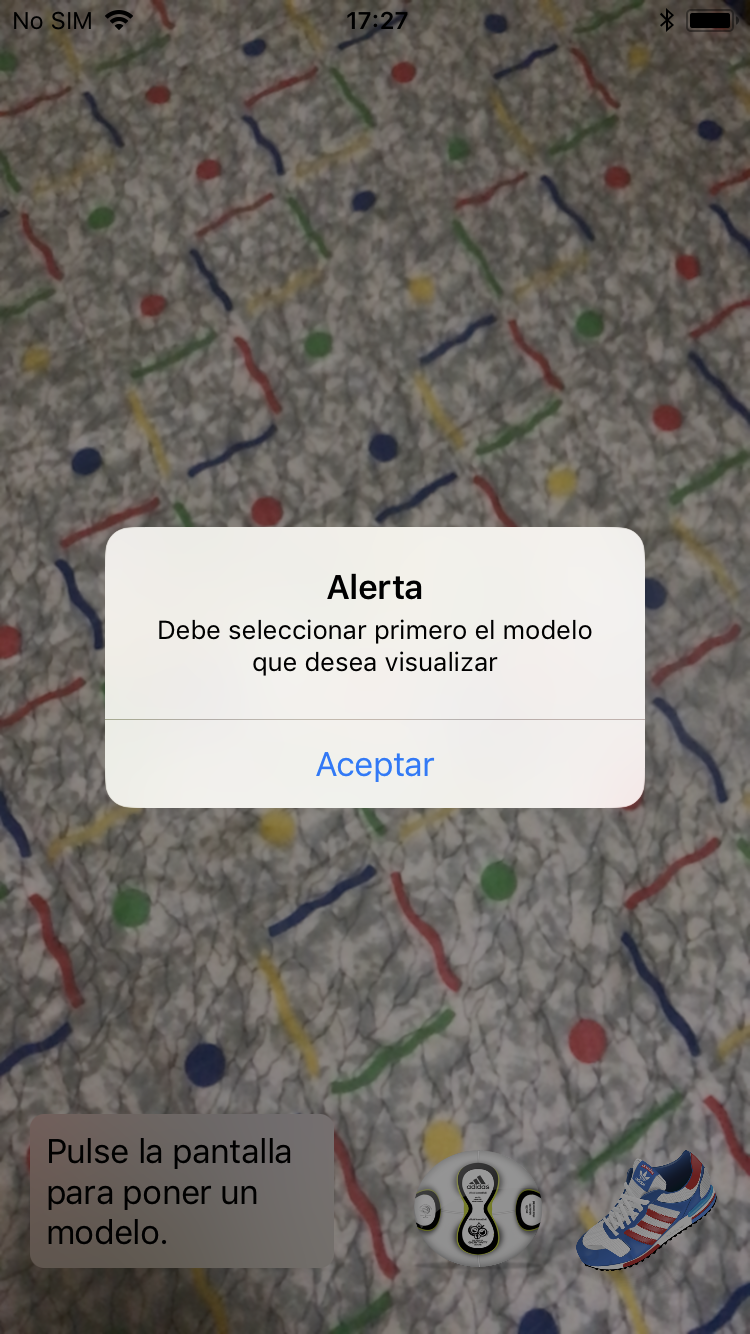 No SIM 17:27
Alerta
Debe seleccionar primero el modelo
que desea visualizar
Aceptar
Pulse la pantalla
para poner un
modelo.
adidas